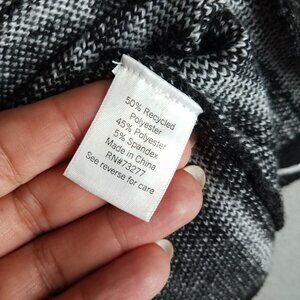 50% Recycled
Polyester
45% Polyester
5% Spandex
Made in China
RN#73277
See reverse for care